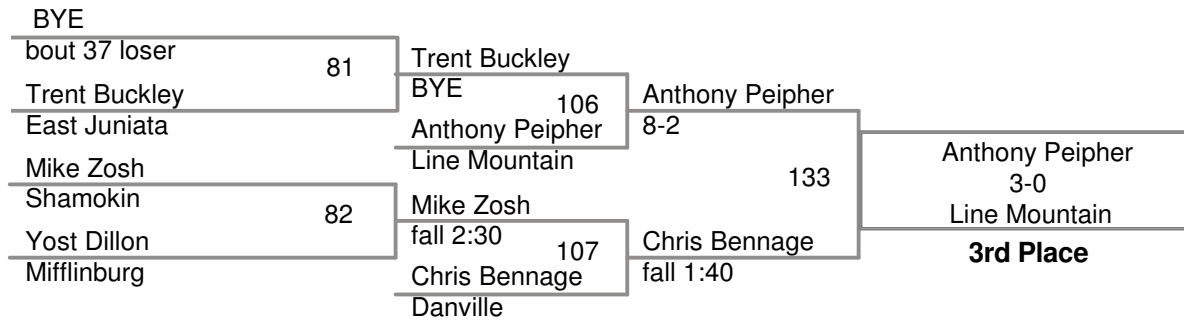 BYE
bout 37 loser
81
Trent Buckley
East Juniata
Mike Zosh
Shamokin
82
Yost Dillon
Mifflinburg
Trent Buckley
BYE
106
Anthony Peipher
Line Mountain
Mike Zosh
fall 2:30
107
Chris Bennage
Danville
Anthony Peipher
8-2
133
Chris Bennage
fall 1:40
Anthony Peipher
3-0
Line Mountain
3rd Place